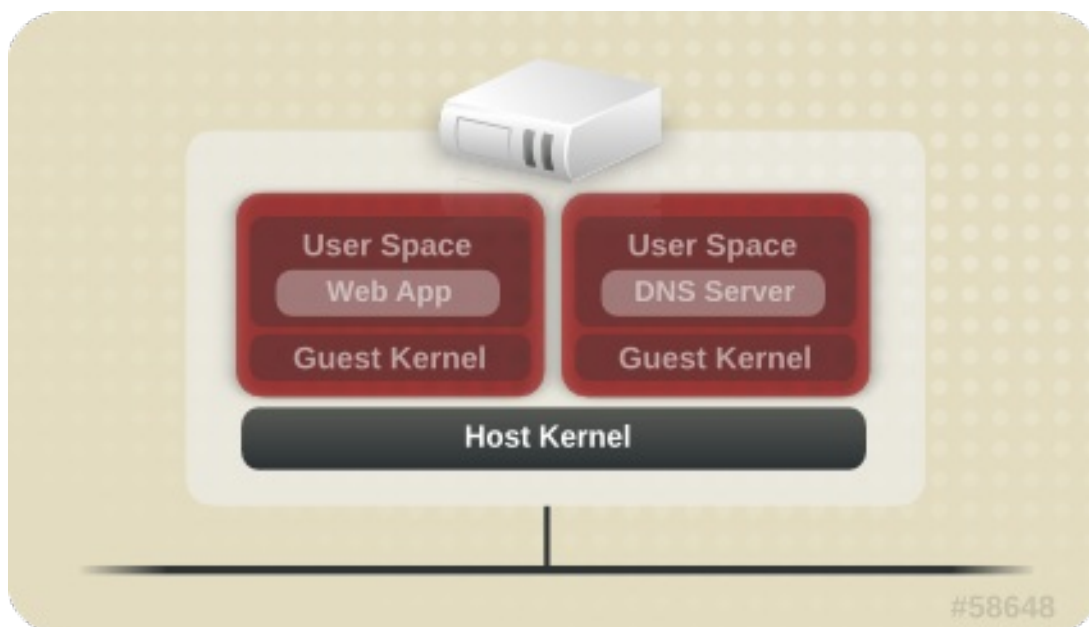 User Space
Web App
Guest Kernel
User Space
DNS Server
Guest Kernel
Host Kernel
#58648